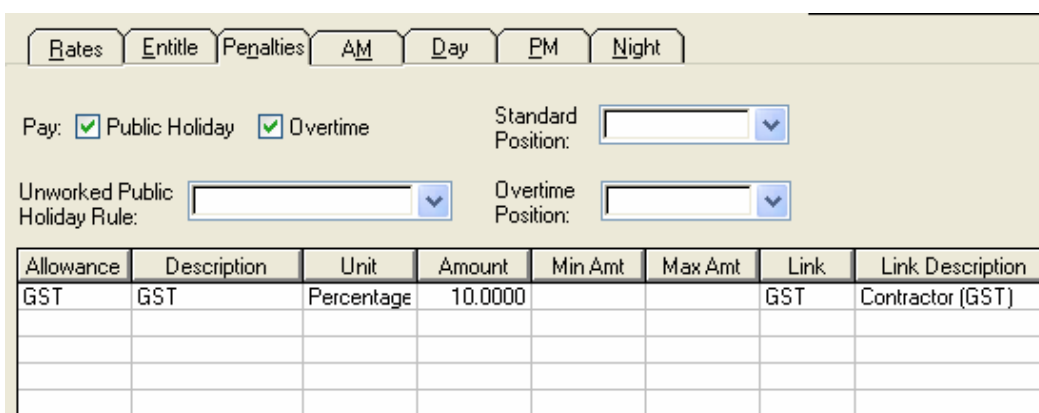 Rates Entitle Penalties AM Day PM Night
Pay: Public Holiday Overtime Standard Position:
Unworked Public Holiday Rule: Overtime Position:
Allowance Description Unit Amount Min Amt Max Amt Link Link Description
GST GST Percentage 10.0000 GST Contractor (GST)